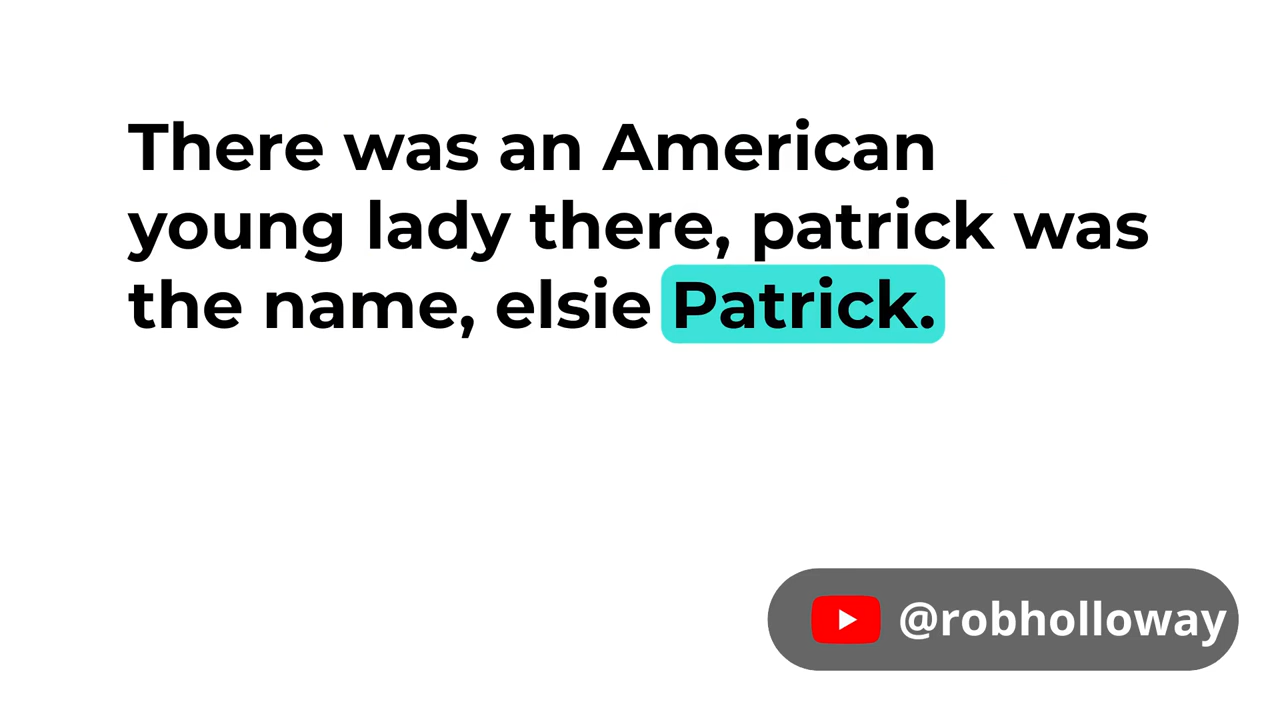 There was an American
young lady there, patrick was
the name, elsie Patrick.
@robholloway